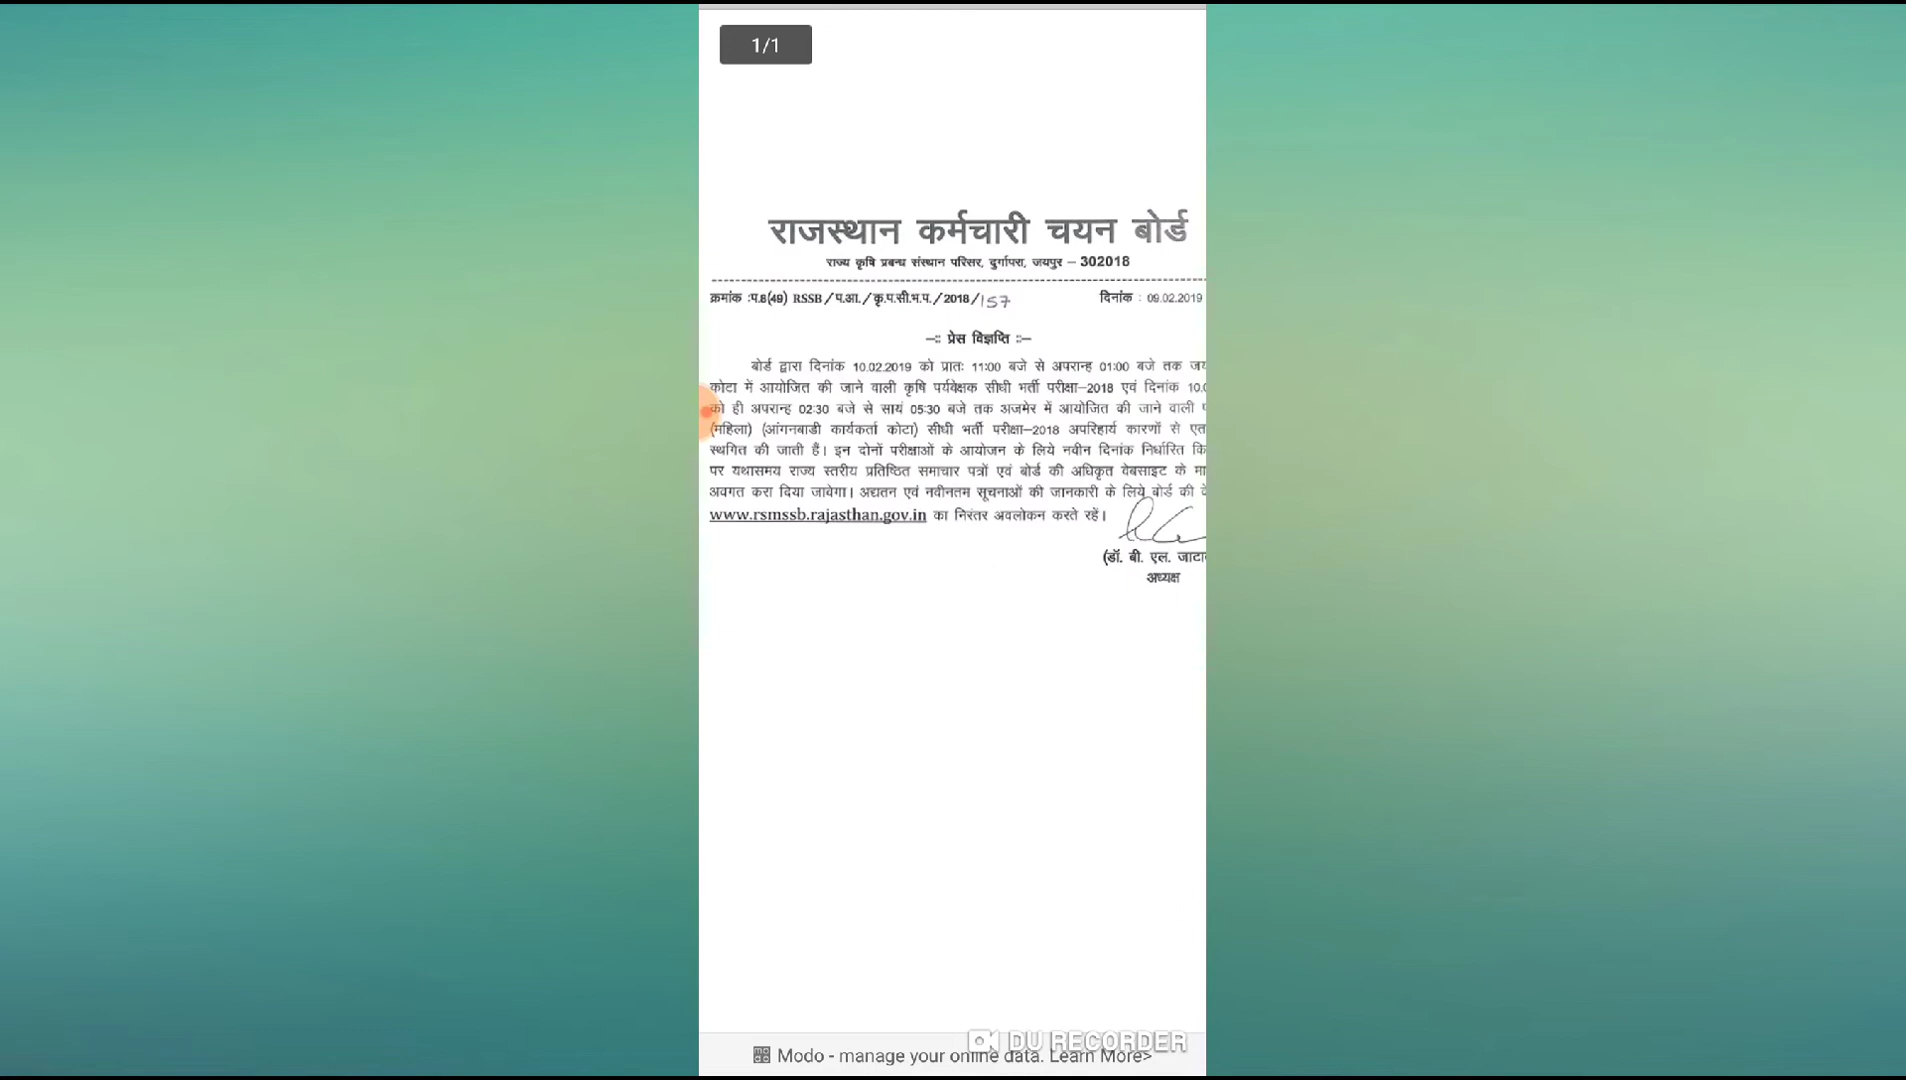 1/1
राजस्थान कर्मचारी चयन बोर्ड
राज्य कृषि प्रबन्ध संस्थान परिसर, दुर्गापरा, जयपुर – 302018
क्रमांक :प.8(49) RSSB/प.आ./कृ.प.सी.भ.प./2018/157 दिनांक : 09.02.2019
–:: प्रेस विज्ञप्ति ::–
बोर्ड द्वारा दिनांक 10.02.2019 को प्रातः 11:00 बजे से अपरान्ह 01:00 बजे तक
कोटा में आयोजित की जाने वाली कृषि पर्यवेक्षक सीधी भर्ती परीक्षा–2018 एवं दिनांक
को ही अपरान्ह 02:30 बजे से सायं 05:30 बजे तक अजमेर में आयोजित की जाने वाली
(महिला) (आंगनबाडी कार्यकर्ता कोटा) सीधी भर्ती परीक्षा–2018 अपरिहार्य कारणों से
स्थगित की जाती हैं। इन दोनों परीक्षाओं के आयोजन के लिये नवीन दिनांक निर्धारित
पर यथासमय राज्य स्तरीय प्रतिष्ठित समाचार पत्रों एवं बोर्ड की अधिकृत वेबसाइट के
अवगत करा दिया जावेगा। अद्यतन एवं नवीनतम सूचनाओं की जानकारी के लिये बोर्ड की
www.rsmssb.rajasthan.gov.in का निरंतर अवलोकन करते रहें।
(डॉ. बी. एल.
अध्यक्ष
DU RECORDER
Modo - manage your online data. Learn More>